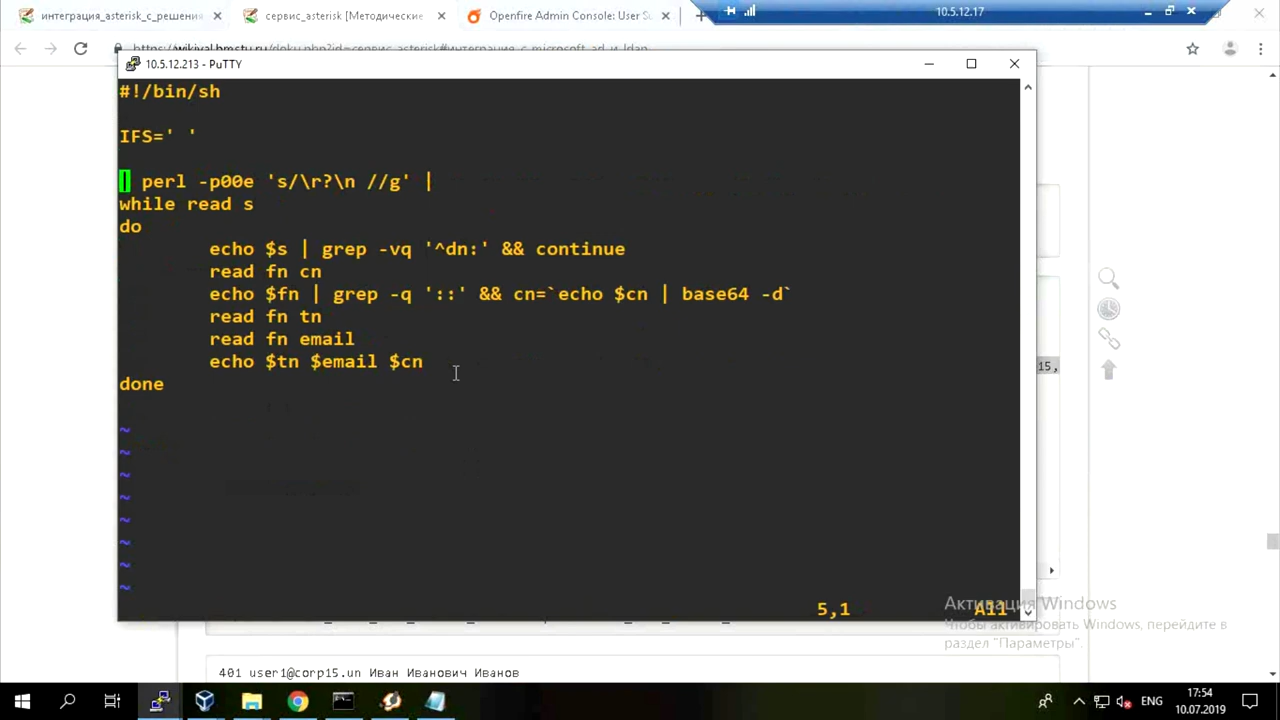 интеграция_asterisk_с_решения
сервис_asterisk [Методические
Openfire Admin Console: User S
10.5.12.17
10.5.12.213 - PuTTY
#!/bin/sh
IFS=' '
perl -p00e 's/\r?\n //g' |
while read s
do
echo $s | grep -vq '^dn:' && continue
read fn cn
echo $fn | grep -q '::' && cn=`echo $cn | base64 -d`
read fn tn
read fn email
echo $tn $email $cn
done
15,
~
~
~
~
~
~
~
~
5,1
All
Активация Windows
Чтобы активировать Windows, перейдите в
раздел "Параметры".
401 user1@corp15.un Иван Иванович Иванов
ENG
17:54
10.07.2019